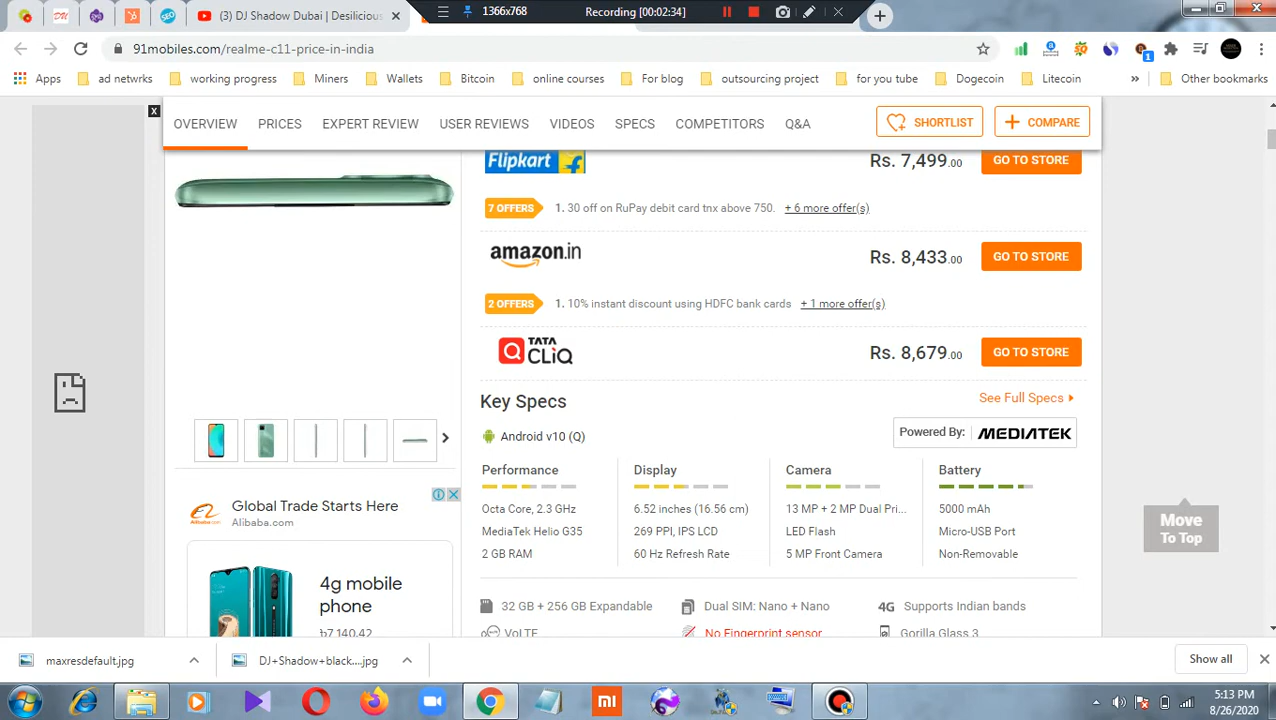 (3) DJ Shadow Dubai | Desilicious
1366x768
Recording [00:02:34]
91mobiles.com/realme-c11-price-in-india
Apps
ad netwrks
working progress
Miners
Wallets
Bitcoin
online courses
For blog
outsourcing project
for you tube
Dogecoin
Litecoin
»
Other bookmarks
X
OVERVIEW
PRICES
EXPERT REVIEW
USER REVIEWS
VIDEOS
SPECS
COMPETITORS
Q&A
SHORTLIST
COMPARE
Flipkart
Rs. 7,499.00
GO TO STORE
7 OFFERS
1. 30 off on RuPay debit card tnx above 750. + 6 more offer(s)
amazon.in
Rs. 8,433.00
GO TO STORE
2 OFFERS
1. 10% instant discount using HDFC bank cards + 1 more offer(s)
TATA
CLiQ
Rs. 8,679.00
GO TO STORE
Key Specs
See Full Specs
Android v10 (Q)
Powered By: MEDIATEK
Performance
Octa Core, 2.3 GHz
MediaTek Helio G35
2 GB RAM
Display
6.52 inches (16.56 cm)
269 PPI, IPS LCD
60 Hz Refresh Rate
Camera
13 MP + 2 MP Dual Pri...
LED Flash
5 MP Front Camera
Battery
5000 mAh
Micro-USB Port
Non-Removable
32 GB + 256 GB Expandable
Dual SIM: Nano + Nano
4G Supports Indian bands
VoLTE
No Fingerprint sensor
Gorilla Glass 3
Alibaba.com
Global Trade Starts Here
Alibaba.com
4g mobile
phone
৳7,140.42
Move
To Top
maxresdefault.jpg
DJ+Shadow+black....jpg
Show all
mi
5:13 PM
8/26/2020